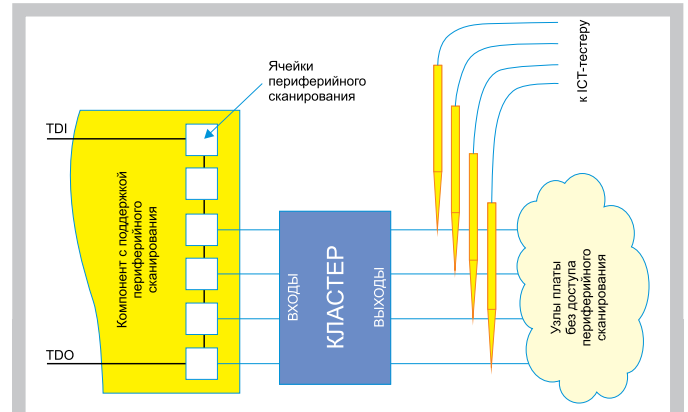 Ячейки
периферийного
сканирования
к ICT-тестеру
TDI
Компонент с поддержкой
периферийного
сканирования
ВХОДЫ
КЛАСТЕР
ВЫХОДЫ
Узлы платы
без доступа
периферийного
сканирования
TDO